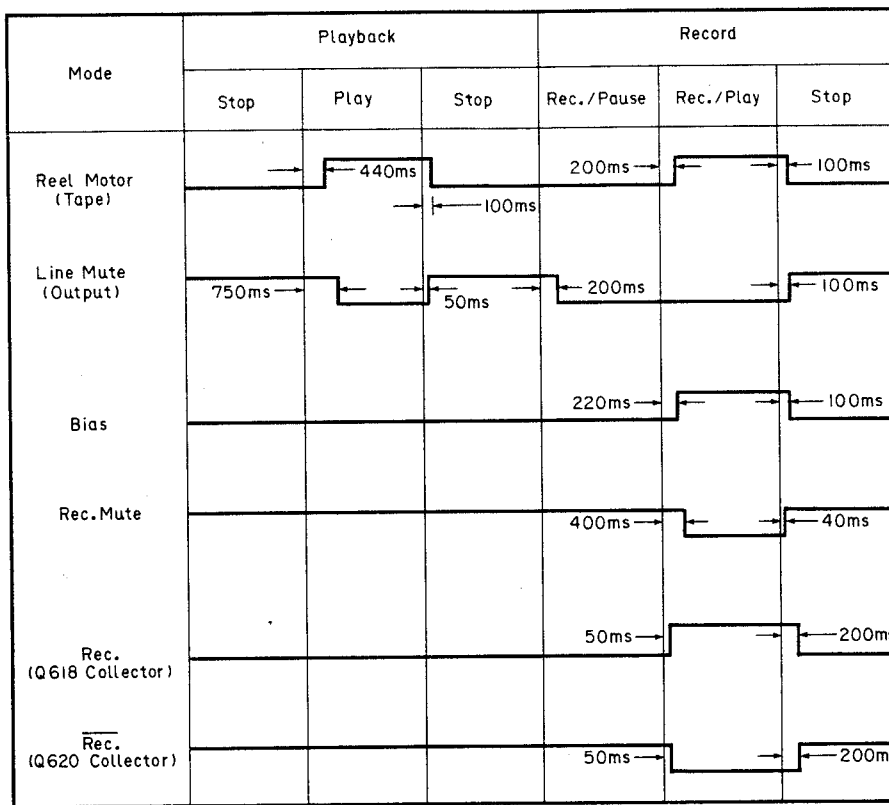 Mode
Playback
Record
Stop
Play
Stop
Rec./Pause
Rec./Play
Stop
Reel Motor
(Tape)
440ms
100ms
200ms
100ms
Line Mute
(Output)
750ms
50ms
200ms
100ms
Bias
220ms
100ms
Rec.Mute
400ms
40ms
Rec.
(Q618 Collector)
50ms
200ms
Rec.
(Q620 Collector)
50ms
200ms